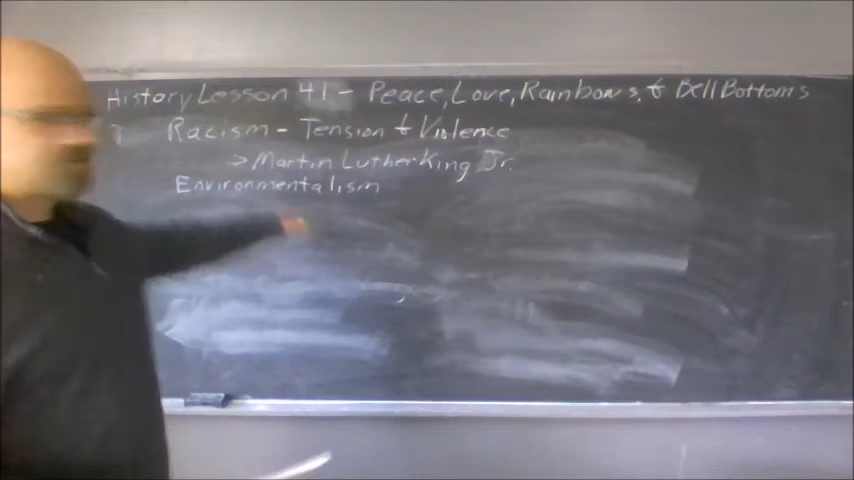 History Lesson 41 - Peace, Love, Rainbows, & Bell Bottoms
Racism - Tension & Violence
> Martin Luther King Jr.
Environmentalism